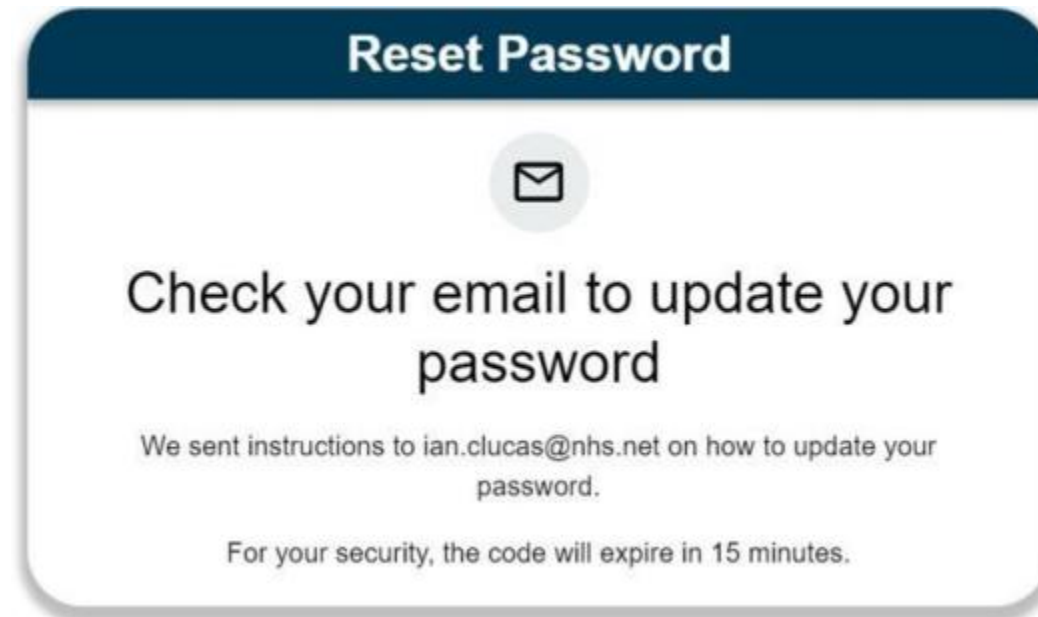 Reset Password
Check your email to update your
password
We sent instructions to ian.clucas@nhs.net on how to update your
password.
For your security, the code will expire in 15 minutes.